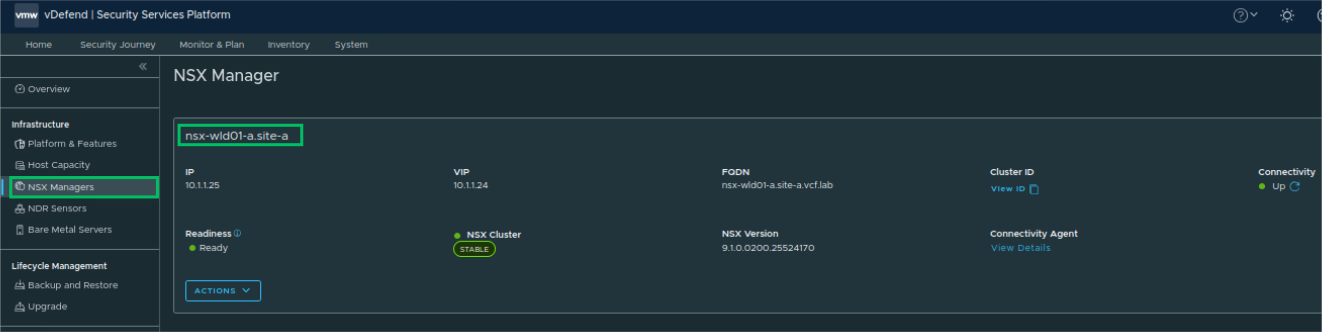 vmw vDefend | Security Services Platform
Home Security Journey Monitor & Plan Inventory System
Overview
Infrastructure
Platform & Features
Host Capacity
NSX Managers
NDR Sensors
Bare Metal Servers
Lifecycle Management
Backup and Restore
Upgrade
NSX Manager
nsx-wld01-a.site-a
IP VIP FQDN Cluster ID Connectivity
10.1.1.25 10.1.1.24 nsx-wld01-a.site-a.vcf.lab View ID Up
Readiness NSX Cluster NSX Version Connectivity Agent
Ready STABLE 9.1.0.0200.25524170 View Details
ACTIONS